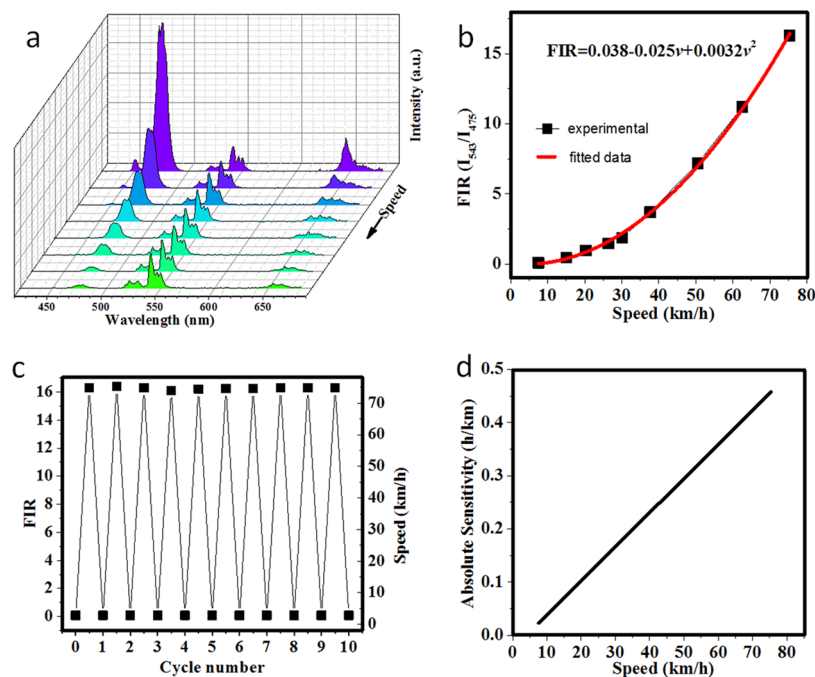 a
Intensity (a.u.)
Speed
450
500
550
600
650
Wavelength (nm)
b
FIR=0.038-0.025v+0.0032v²
experimental
fitted data
FIR (I₅₄₃/I₄₇₅)
15
10
5
0
0 10 20 30 40 50 60 70 80
Speed (km/h)
c
FIR
16
14
12
10
8
6
4
2
0
70
60
50
40
30
20
10
0
Speed (km/h)
0 1 2 3 4 5 6 7 8 9 10
Cycle number
d
Absolute Sensitivity (h/km)
0.5
0.4
0.3
0.2
0.1
0.0
0 10 20 30 40 50 60 70 80
Speed (km/h)